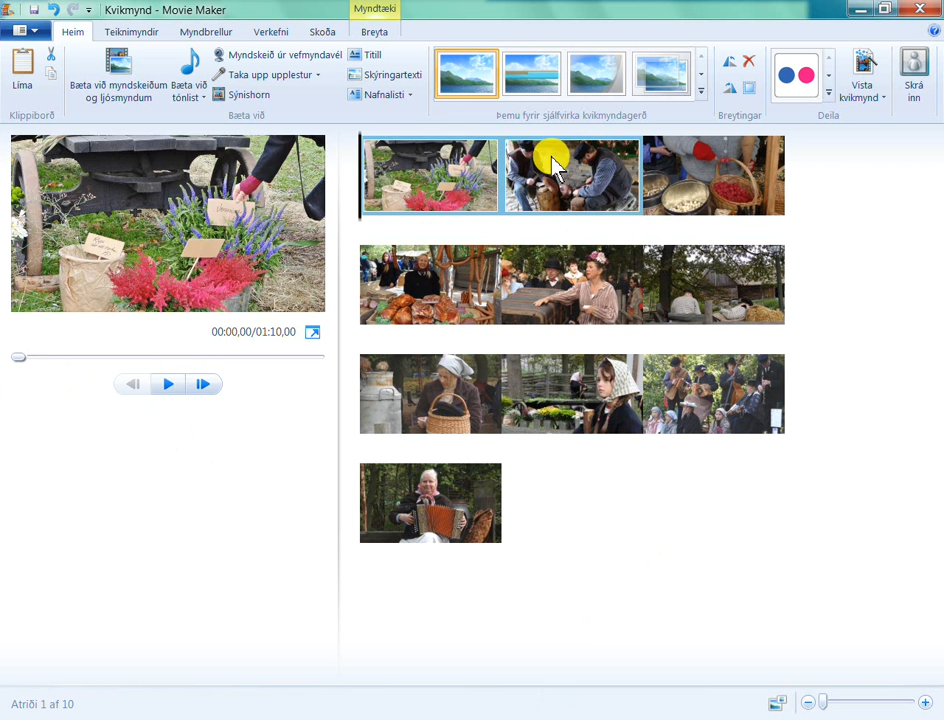 Kvikmynd - Movie Maker
Myndtæki
Heim
Teiknimyndir
Myndbrellur
Verkefni
Skoða
Breyta
Líma
Klippiborð
Bæta við myndskeiðum
og ljósmyndum
Bæta við
tónlist
Myndskeið úr vefmyndavél
Taka upp upplestur
Sýnishorn
Titill
Skýringartexti
Nafnalisti
Bæta við
Þemu fyrir sjálfvirka kvikmyndagerð
Breytingar
Vista
kvikmynd
Deila
Skrá
inn
00:00,00/01:10,00
Atriði 1 af 10